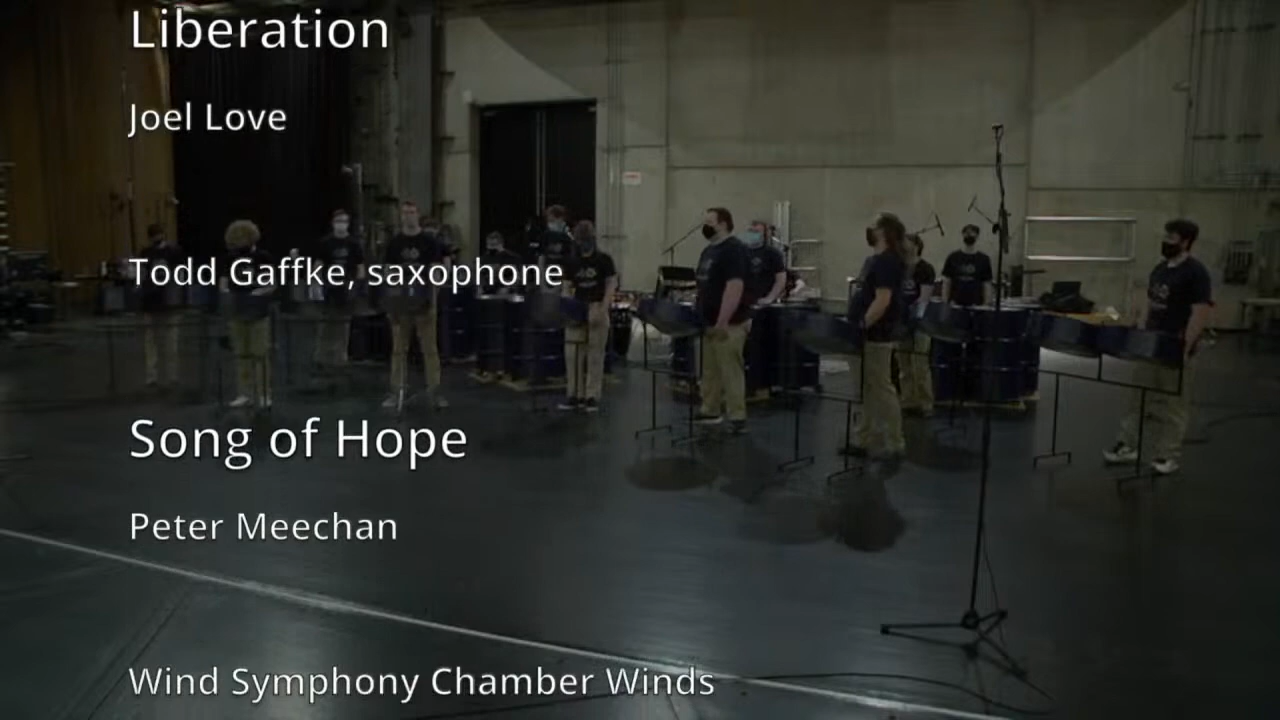 Liberation
Joel Love
Todd Gaffke, saxophone
Song of Hope
Peter Meechan
Wind Symphony Chamber Winds